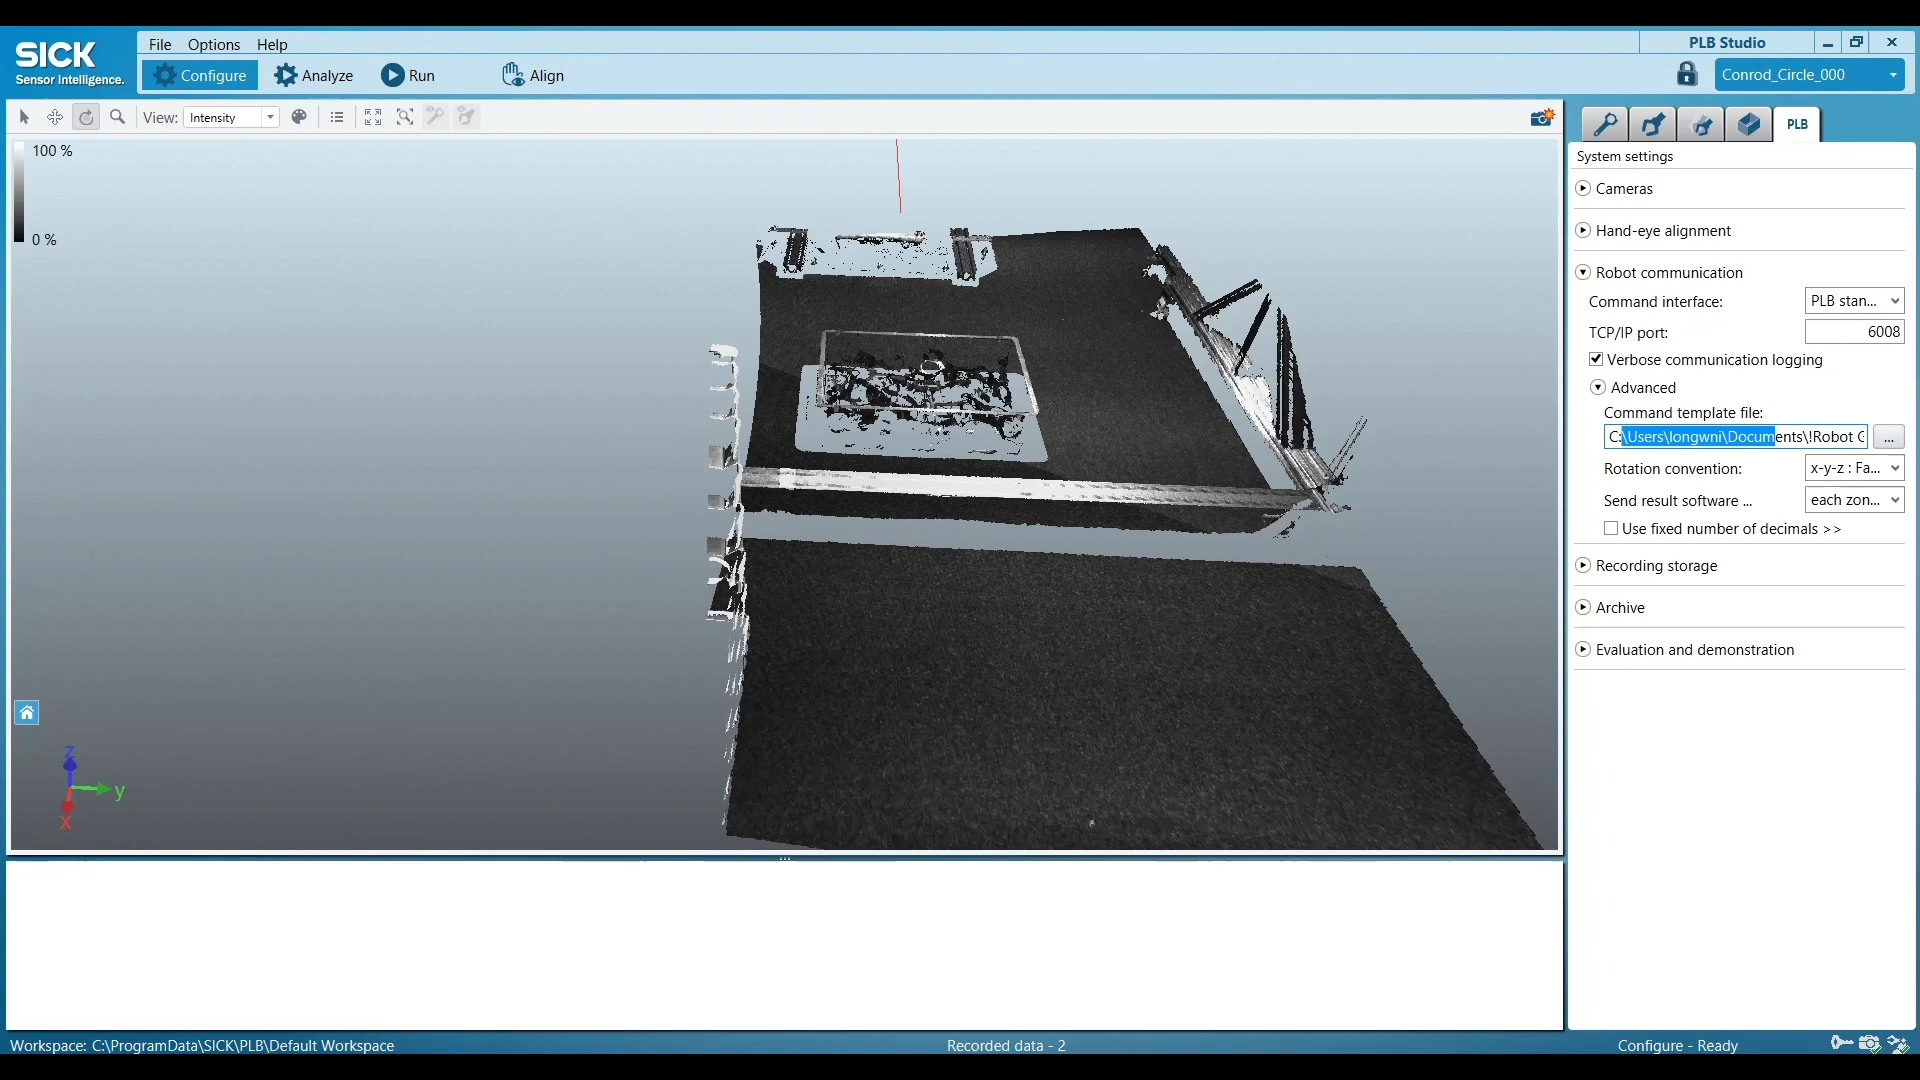 SICK
Sensor Intelligence.
File Options Help
PLB Studio
Configure Analyze Run Align
Conrod_Circle_000
View: Intensity
PLB
100 %
0 %
System settings
Cameras
Hand-eye alignment
Robot communication
Command interface: PLB stan...
TCP/IP port: 6008
Verbose communication logging
Advanced
Command template file:
C:\Users\longwni\Documents\!Robot C
...
Rotation convention: x-y-z : Fa...
Send result software ... each zon...
Use fixed number of decimals >>
Recording storage
Archive
Evaluation and demonstration
z
y
x
Workspace: C:\ProgramData\SICK\PLB\Default Workspace
Recorded data - 2
Configure - Ready